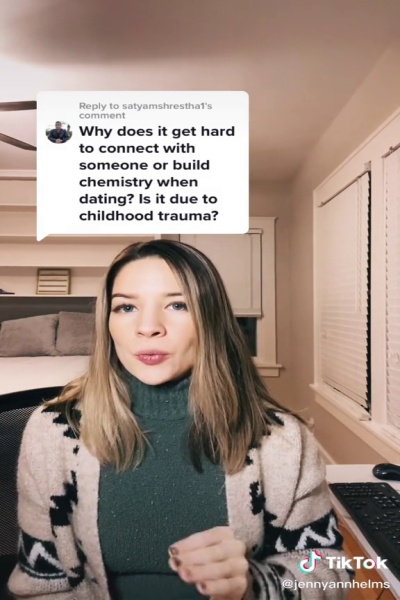 Reply to satyamshrestha1's
comment
Why does it get hard
to connect with
someone or build
chemistry when
dating? Is it due to
childhood trauma?
TikTok
@jennyannhelms